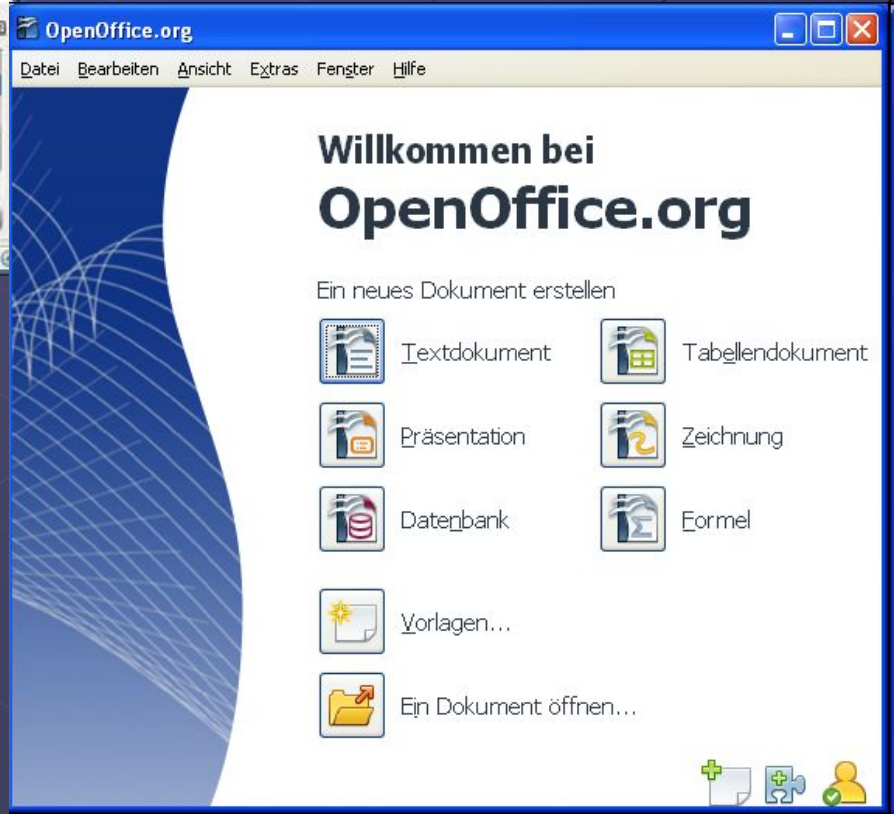 OpenOffice.org
Datei Bearbeiten Ansicht Extras Fenster Hilfe
Willkommen bei
OpenOffice.org
Ein neues Dokument erstellen
Textdokument Tabellendokument
Präsentation Zeichnung
Datenbank Formel
Vorlagen...
Ein Dokument öffnen...